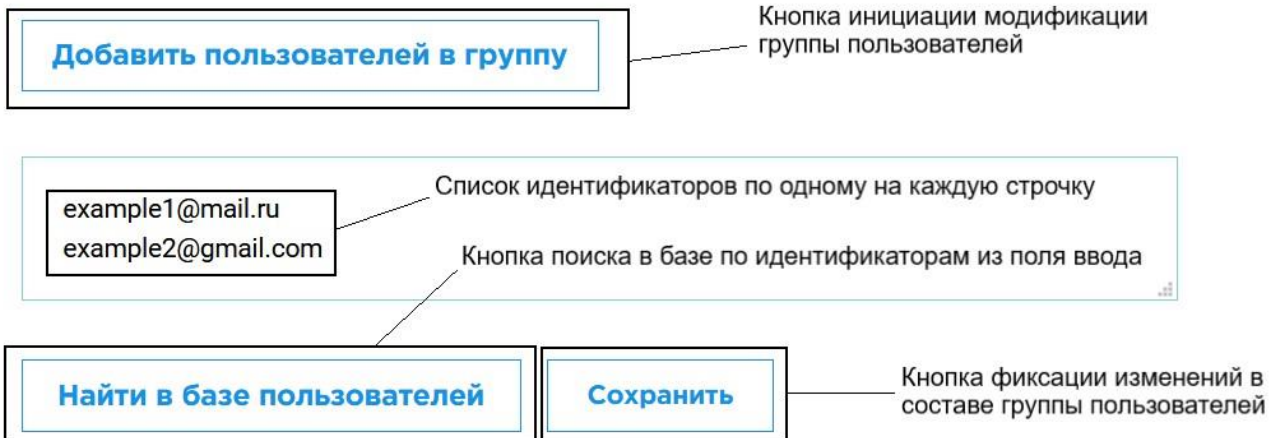 Кнопка инициации модификации
группы пользователей
Добавить пользователей в группу
Список идентификаторов по одному на каждую строчку
example1@mail.ru
example2@gmail.com
Кнопка поиска в базе по идентификаторам из поля ввода
Найти в базе пользователей
Сохранить
Кнопка фиксации изменений в
составе группы пользователей